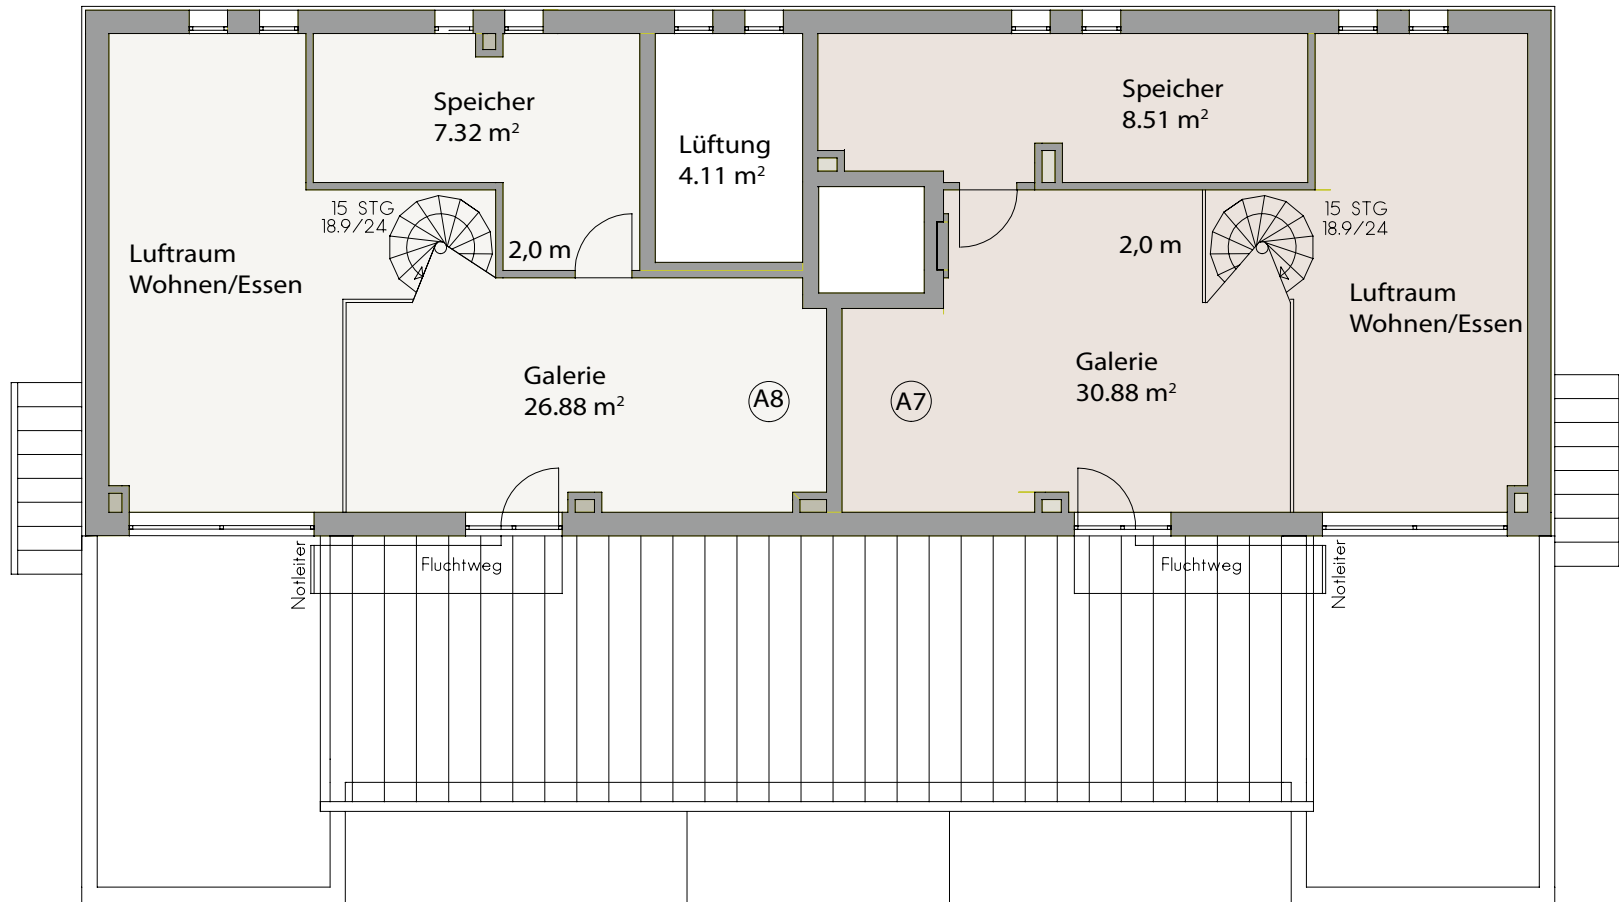 Speicher
7.32 m²
Lüftung
4.11 m²
Speicher
8.51 m²
15 STG
18.9/24
2,0 m
Luftraum
Wohnen/Essen
15 STG
18.9/24
2,0 m
Luftraum
Wohnen/Essen
Galerie
26.88 m²
A8
A7
Galerie
30.88 m²
Notleiter
Fluchtweg
Fluchtweg
Notleiter